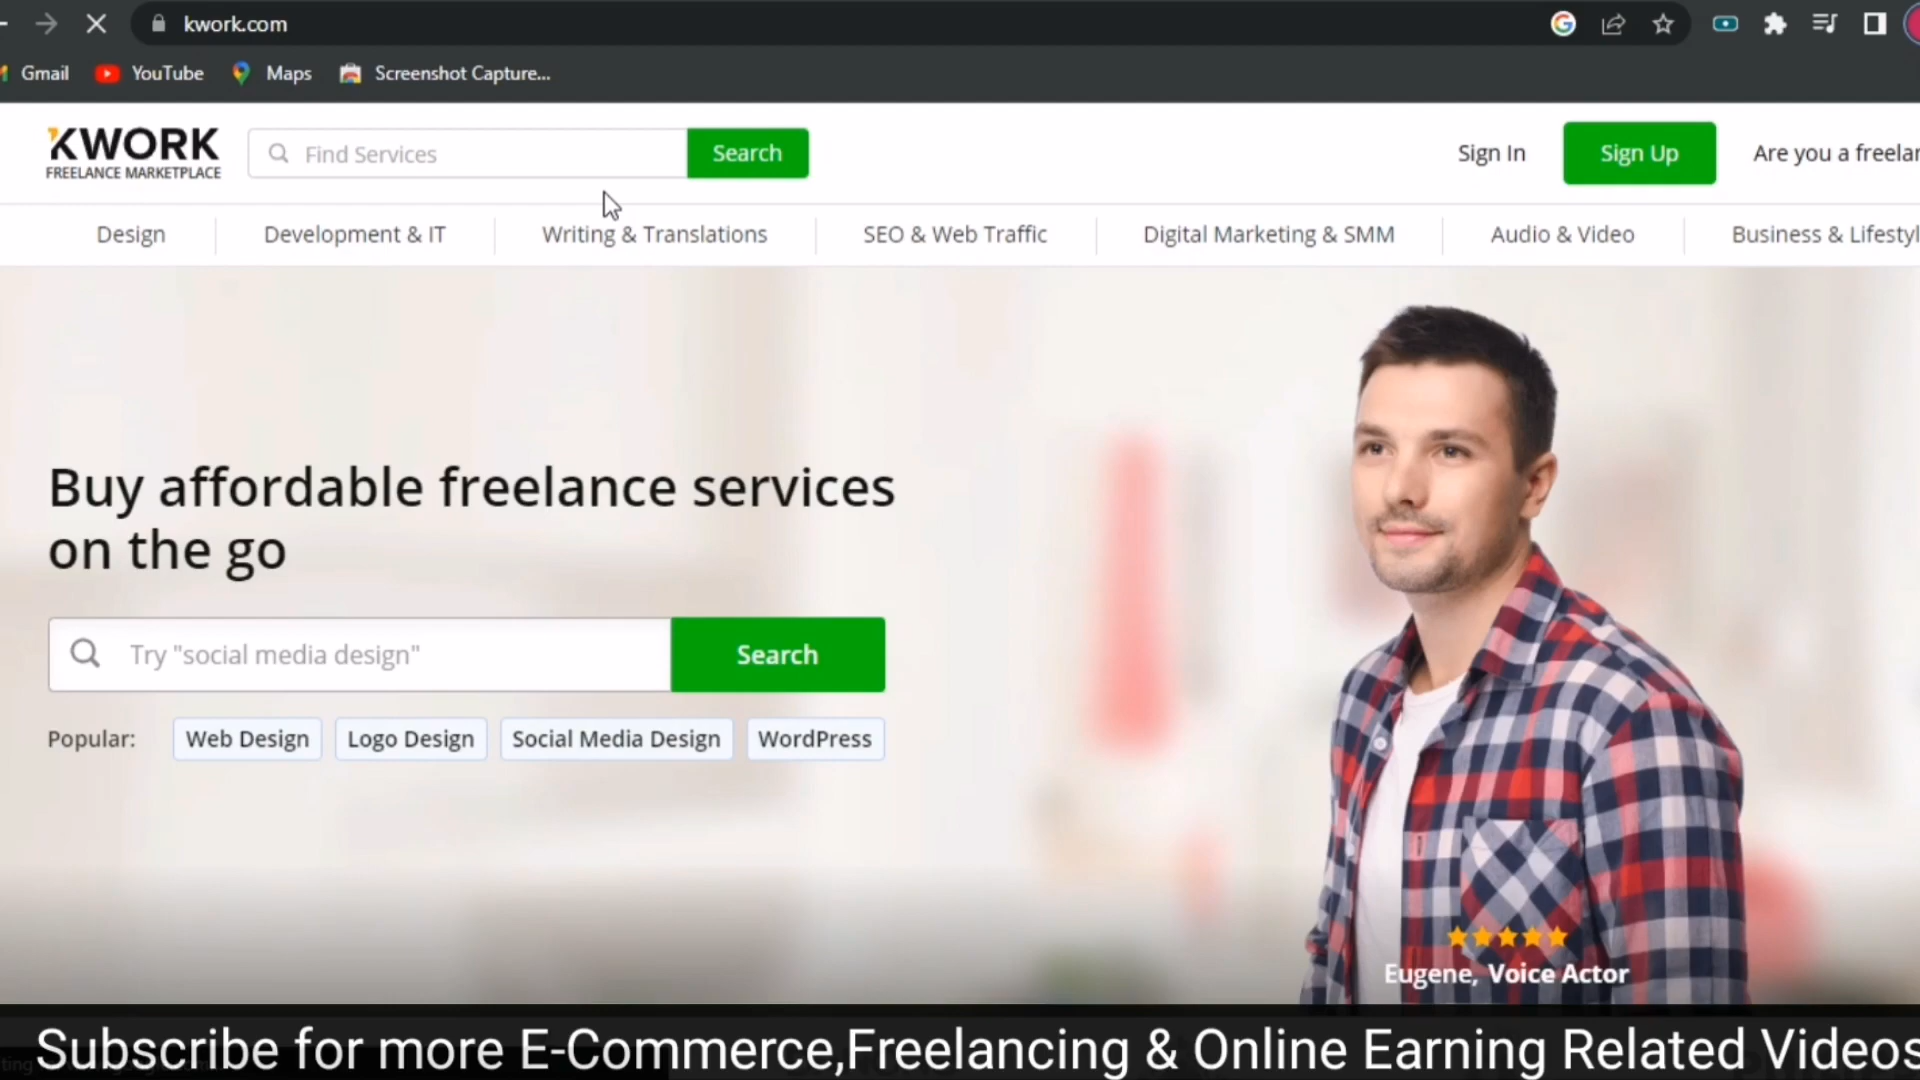 kwork.com
Gmail YouTube Maps Screenshot Capture...
KWORK
FREELANCE MARKETPLACE
Find Services
Search
Sign In
Sign Up
Are you a
Design
Development & IT
Writing & Translations
SEO & Web Traffic
Digital Marketing & SMM
Audio & Video
Business &
Buy affordable freelance services
on the go
Try "social media design"
Search
Popular: Web Design Logo Design Social Media Design WordPress
Eugene, Voice Actor
Subscribe for more E-Commerce,Freelancing & Online Earning Related Videos